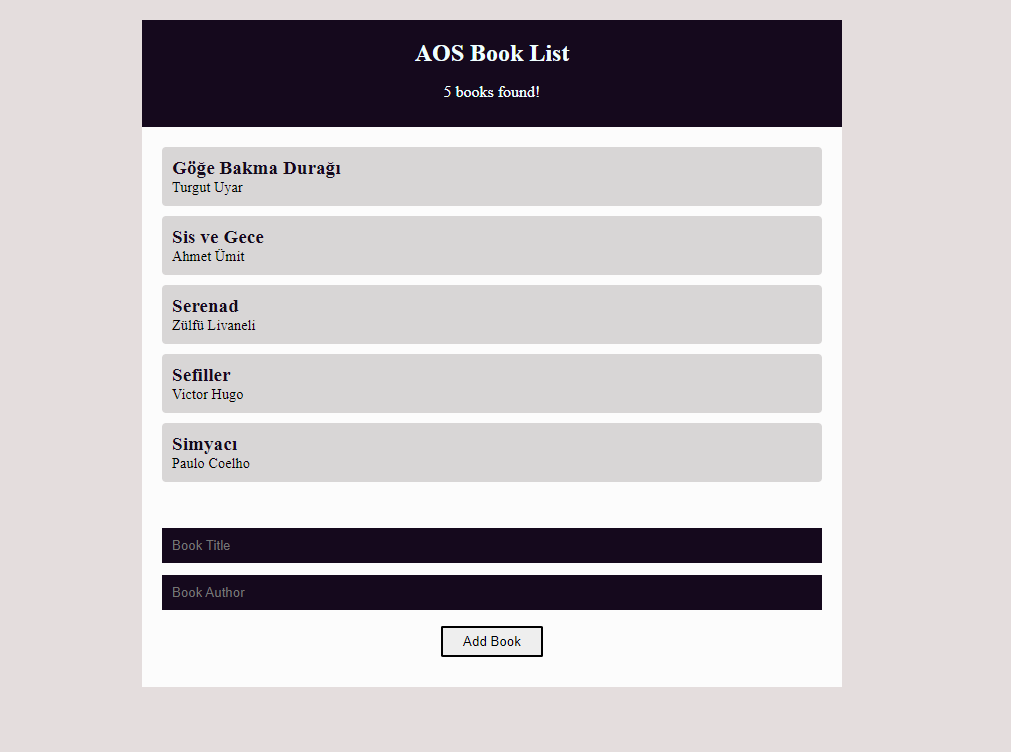 AOS Book List
5 books found!
Göğe Bakma Durağı
Turgut Uyar
Sis ve Gece
Ahmet Ümit
Serenad
Zülfü Livaneli
Sefiller
Victor Hugo
Simyacı
Paulo Coelho
Book Title
Book Author
Add Book